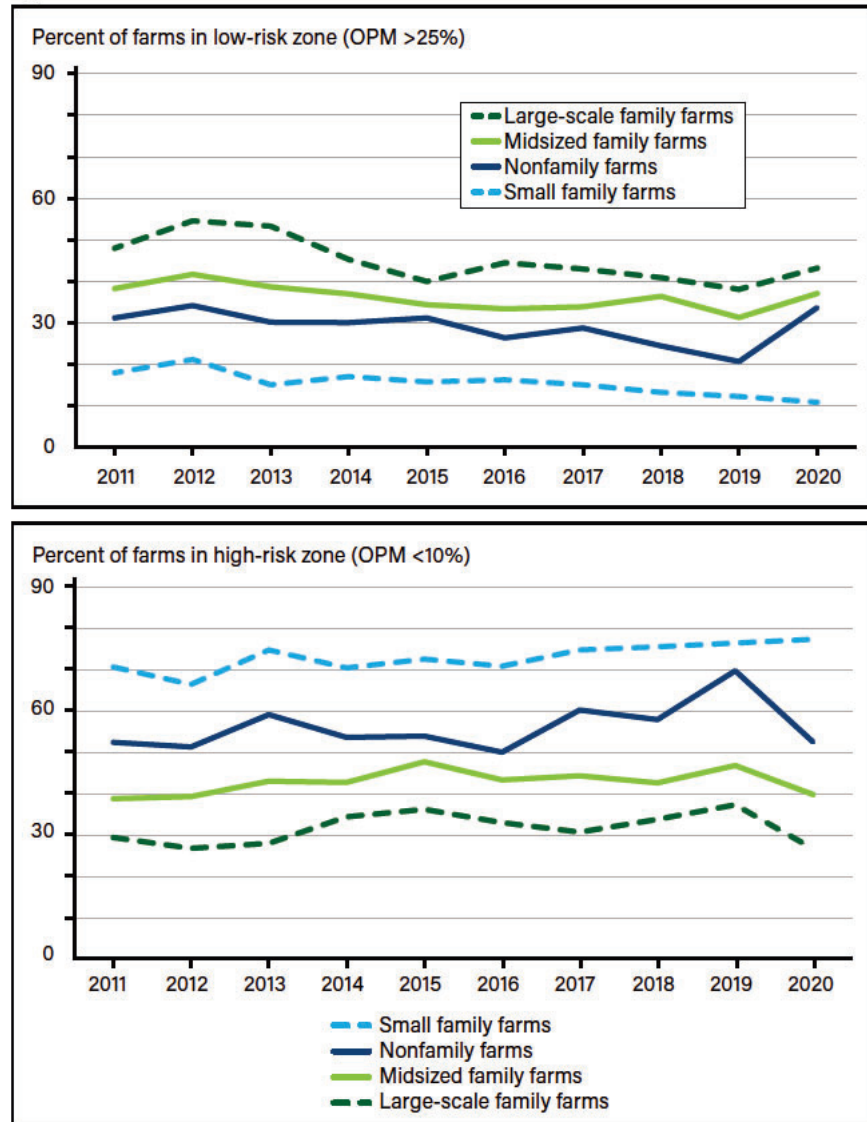 Percent of farms in low-risk zone (OPM >25%)
90
60
30
0
Large-scale family farms
Midsized family farms
Nonfamily farms
Small family farms
2011 2012 2013 2014 2015 2016 2017 2018 2019 2020
Percent of farms in high-risk zone (OPM <10%)
90
60
30
0
2011 2012 2013 2014 2015 2016 2017 2018 2019 2020
Small family farms
Nonfamily farms
Midsized family farms
Large-scale family farms